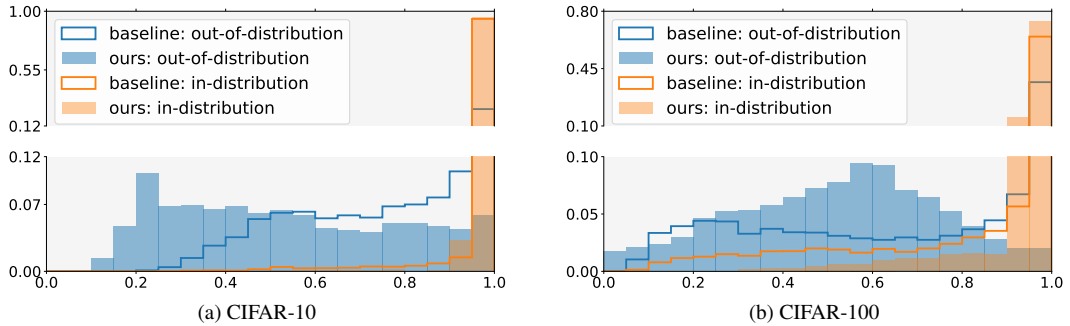 1.00
0.55
0.12
baseline: out-of-distribution
ours: out-of-distribution
baseline: in-distribution
ours: in-distribution
0.12
0.07
0.00
0.0 0.2 0.4 0.6 0.8 1.0
(a) CIFAR-10
0.80
0.45
0.10
baseline: out-of-distribution
ours: out-of-distribution
baseline: in-distribution
ours: in-distribution
0.10
0.05
0.00
0.0 0.2 0.4 0.6 0.8 1.0
(b) CIFAR-100